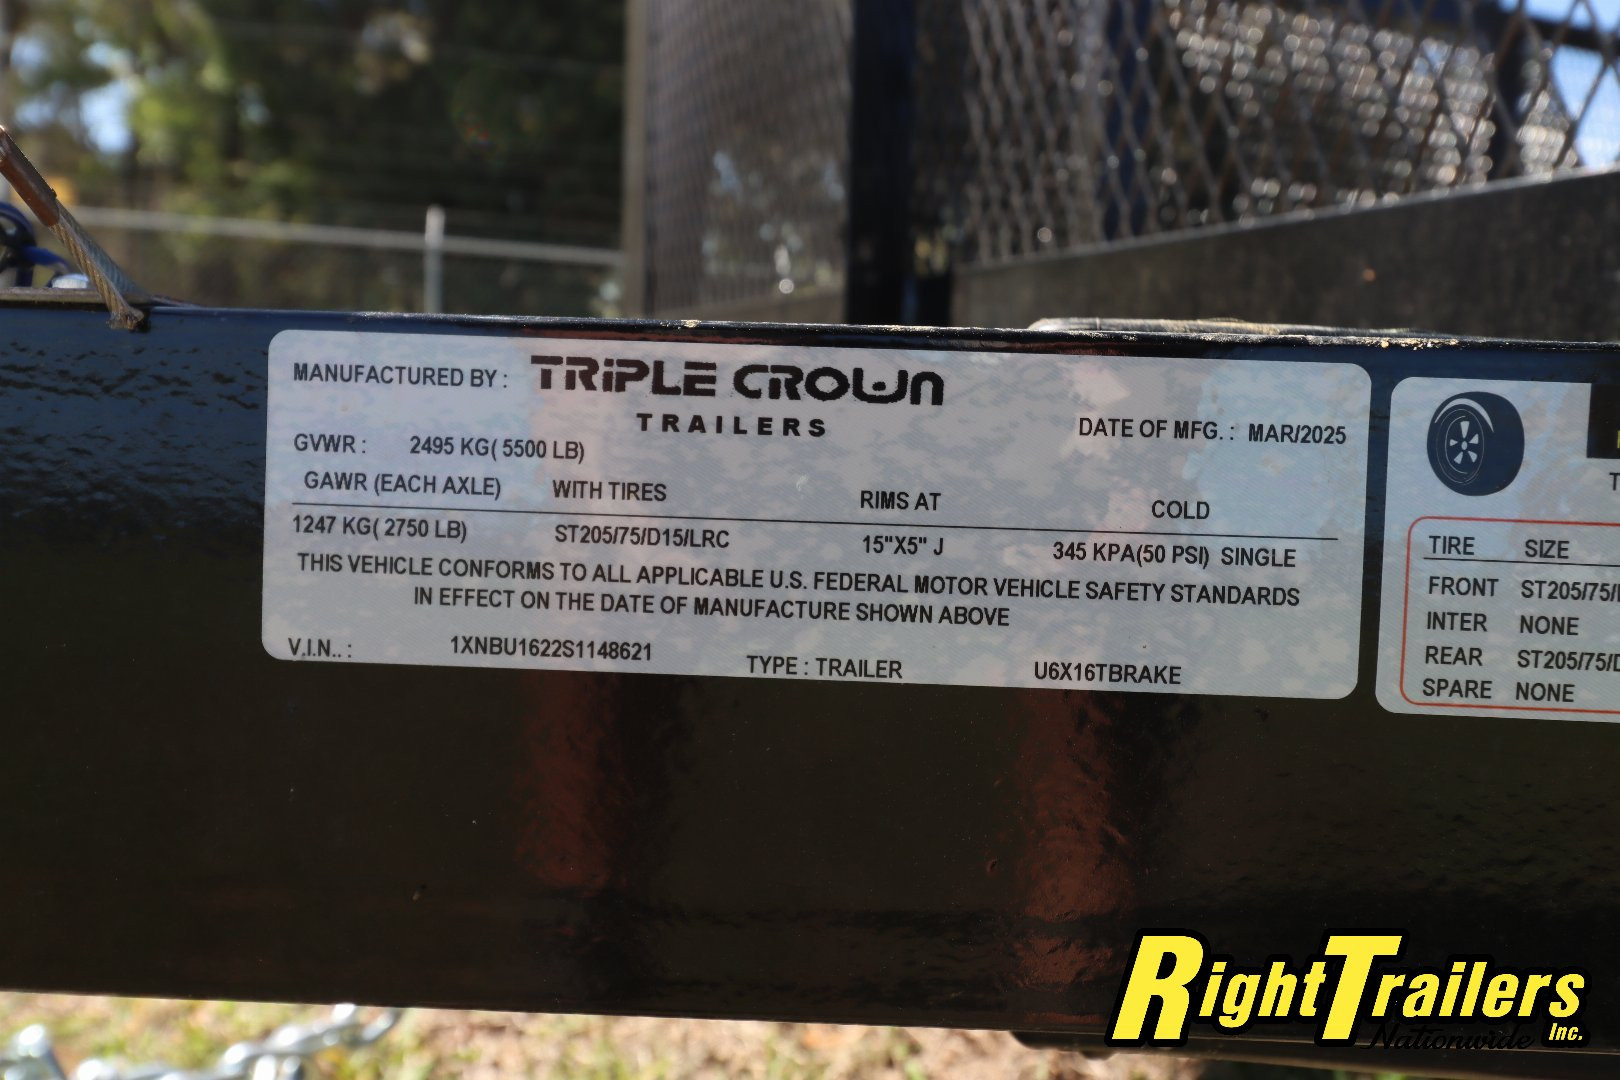 MANUFACTURED BY : TRIPLE CROWN
TRAILERS
DATE OF MFG. : MAR/2025
GVWR : 2495 KG( 5500 LB)
GAWR (EACH AXLE) WITH TIRES RIMS AT COLD
1247 KG( 2750 LB) ST205/75/D15/LRC 15"X5" J 345 KPA(50 PSI) SINGLE
THIS VEHICLE CONFORMS TO ALL APPLICABLE U.S. FEDERAL MOTOR VEHICLE SAFETY STANDARDS
IN EFFECT ON THE DATE OF MANUFACTURE SHOWN ABOVE
V.I.N.. : 1XNBU1622S1148621 TYPE : TRAILER U6X16TBRAKE
TIRE SIZE
FRONT ST205/75/
INTER NONE
REAR ST205/75/D
SPARE NONE
RightTrailers
Nationwide Inc.